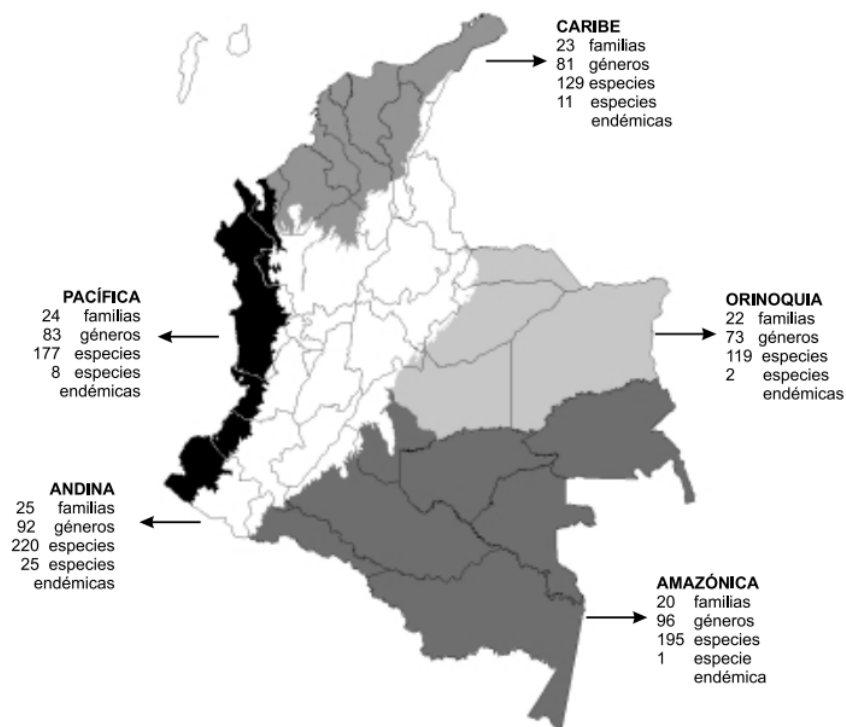 CARIBE
23 familias
81 géneros
129 especies
11 especies
endémicas
PACÍFICA
24 familias
83 géneros
177 especies
8 especies
endémicas
ORINOQUIA
22 familias
73 géneros
119 especies
2 especies
endémicas
ANDINA
25 familias
92 géneros
220 especies
25 especies
endémicas
AMAZÓNICA
20 familias
96 géneros
195 especies
1 especie
endémica